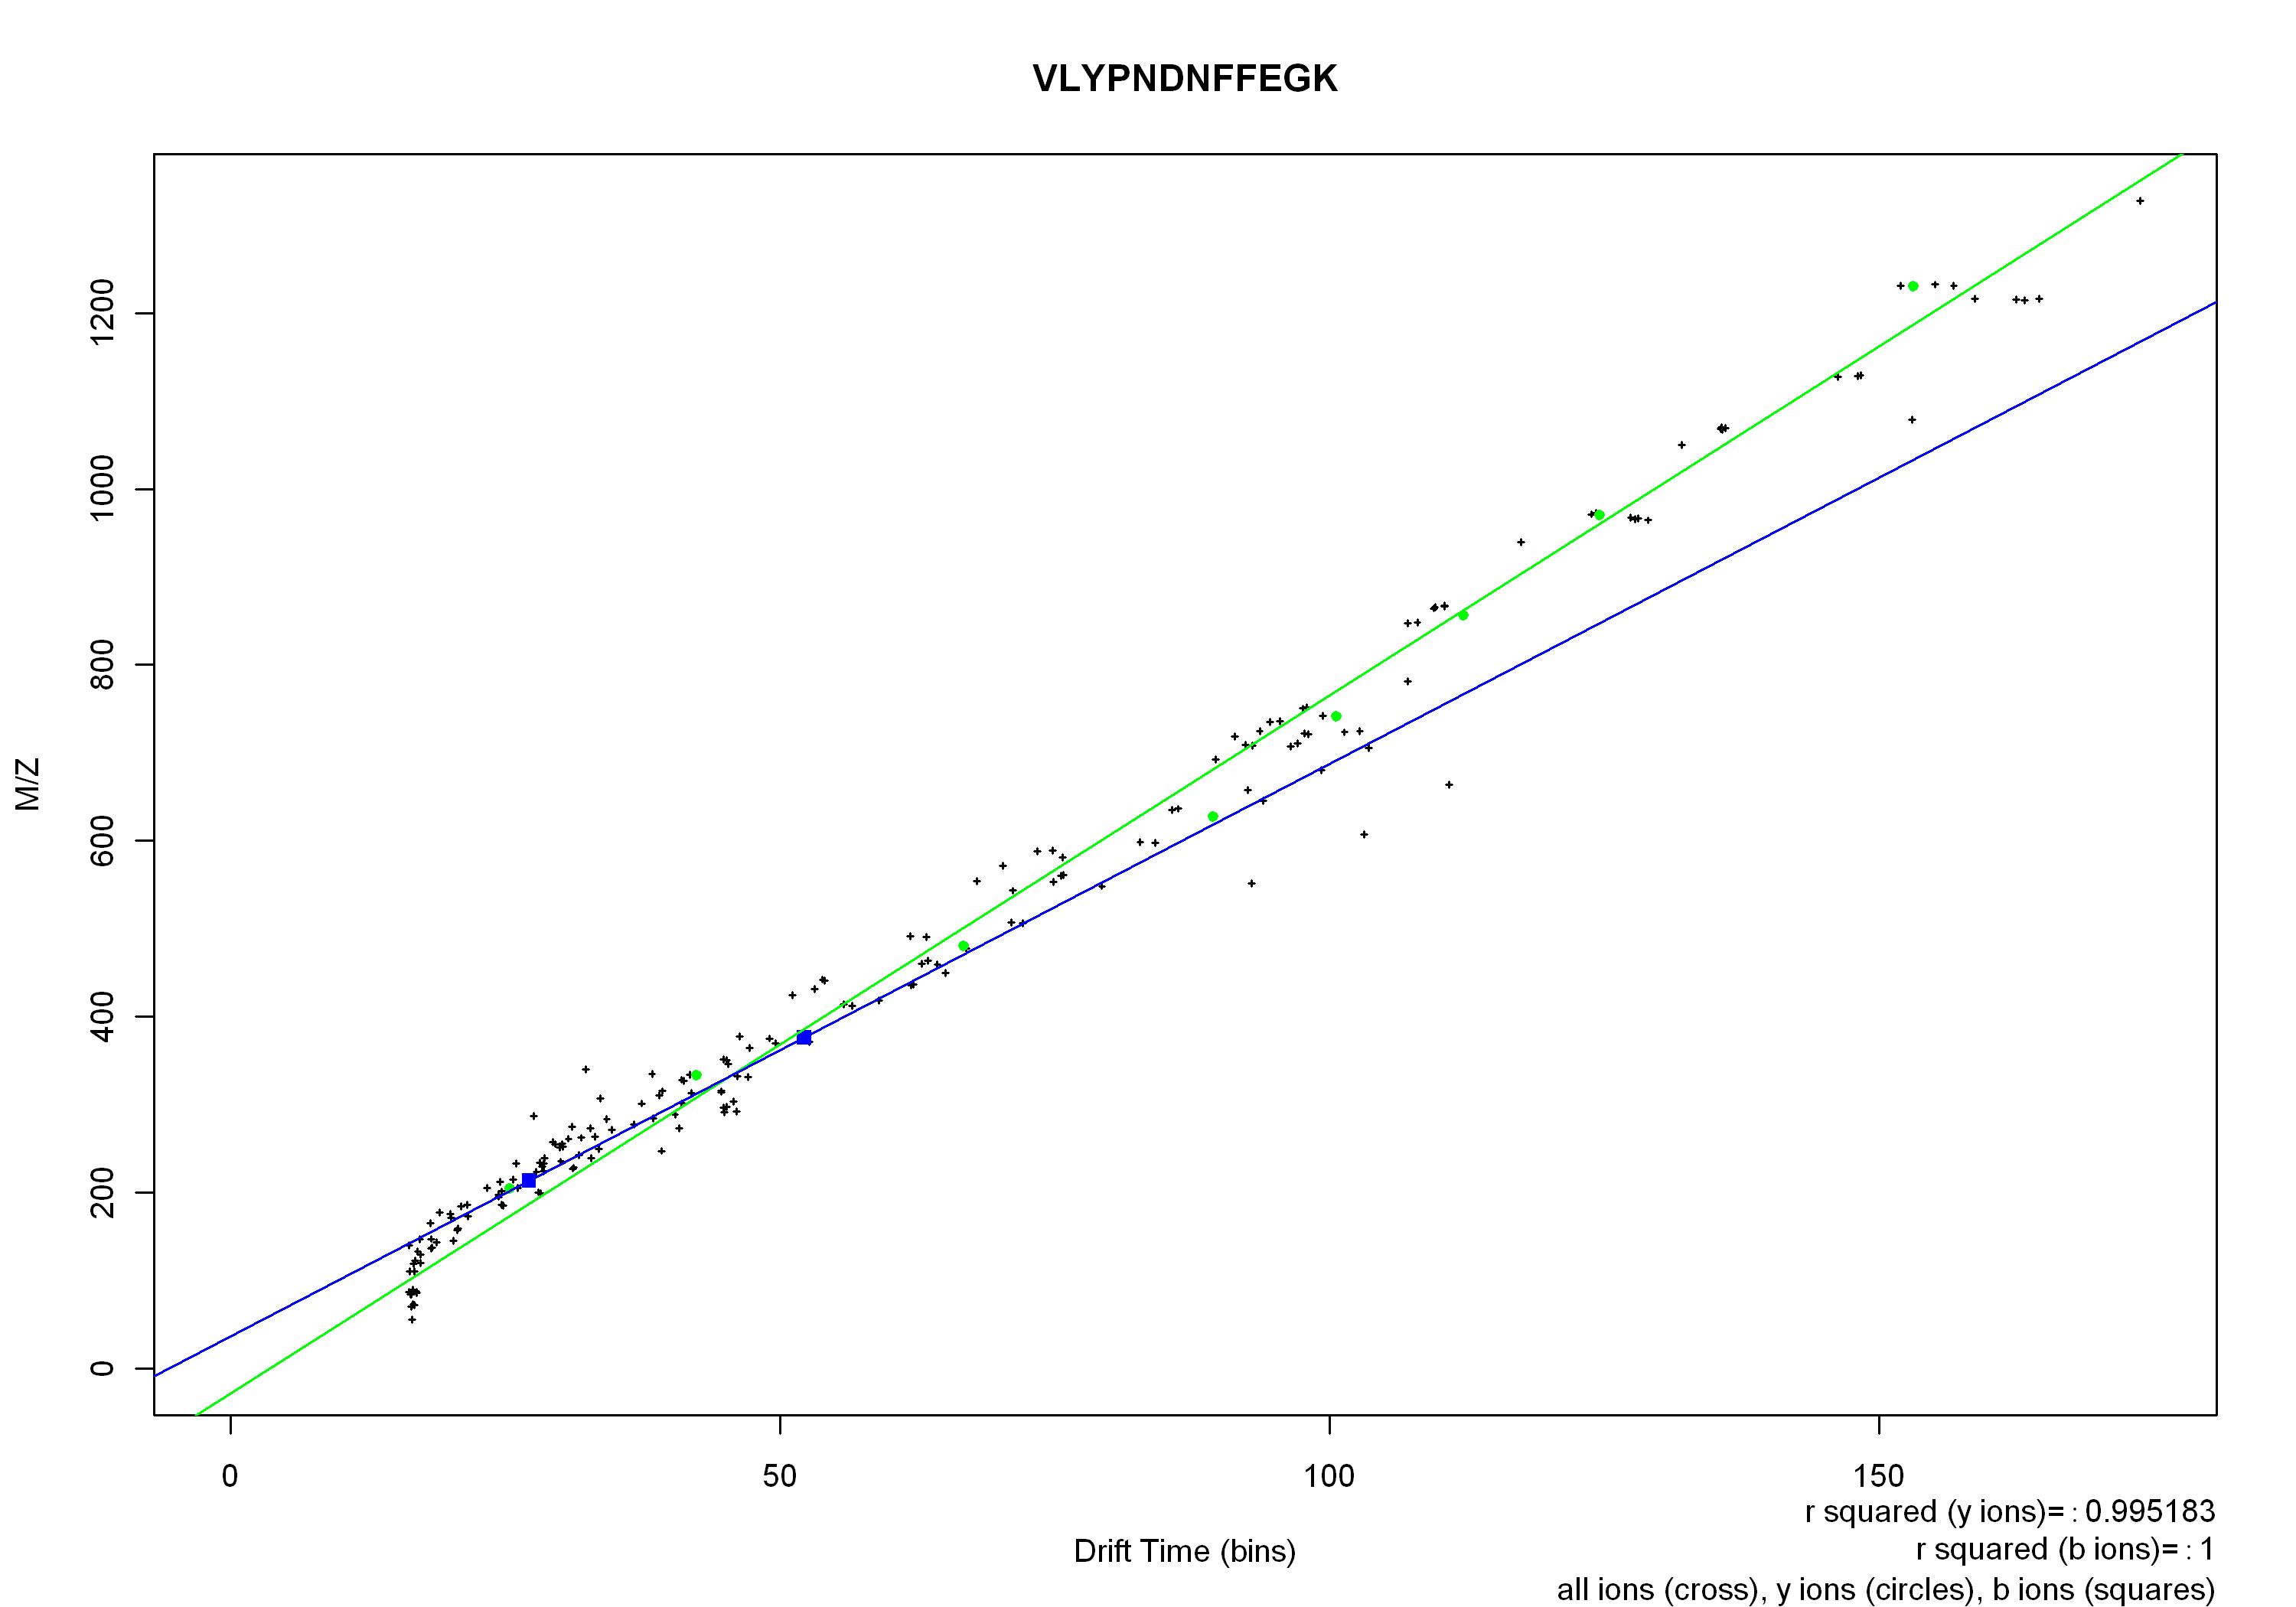 VLYPNDNFFEGK
M/Z
1200
1000
800
600
400
200
0
0 50 100 150
Drift Time (bins)
r squared (y ions)= : 0.995183
r squared (b ions)= : 1
all ions (cross), y ions (circles), b ions (squares)